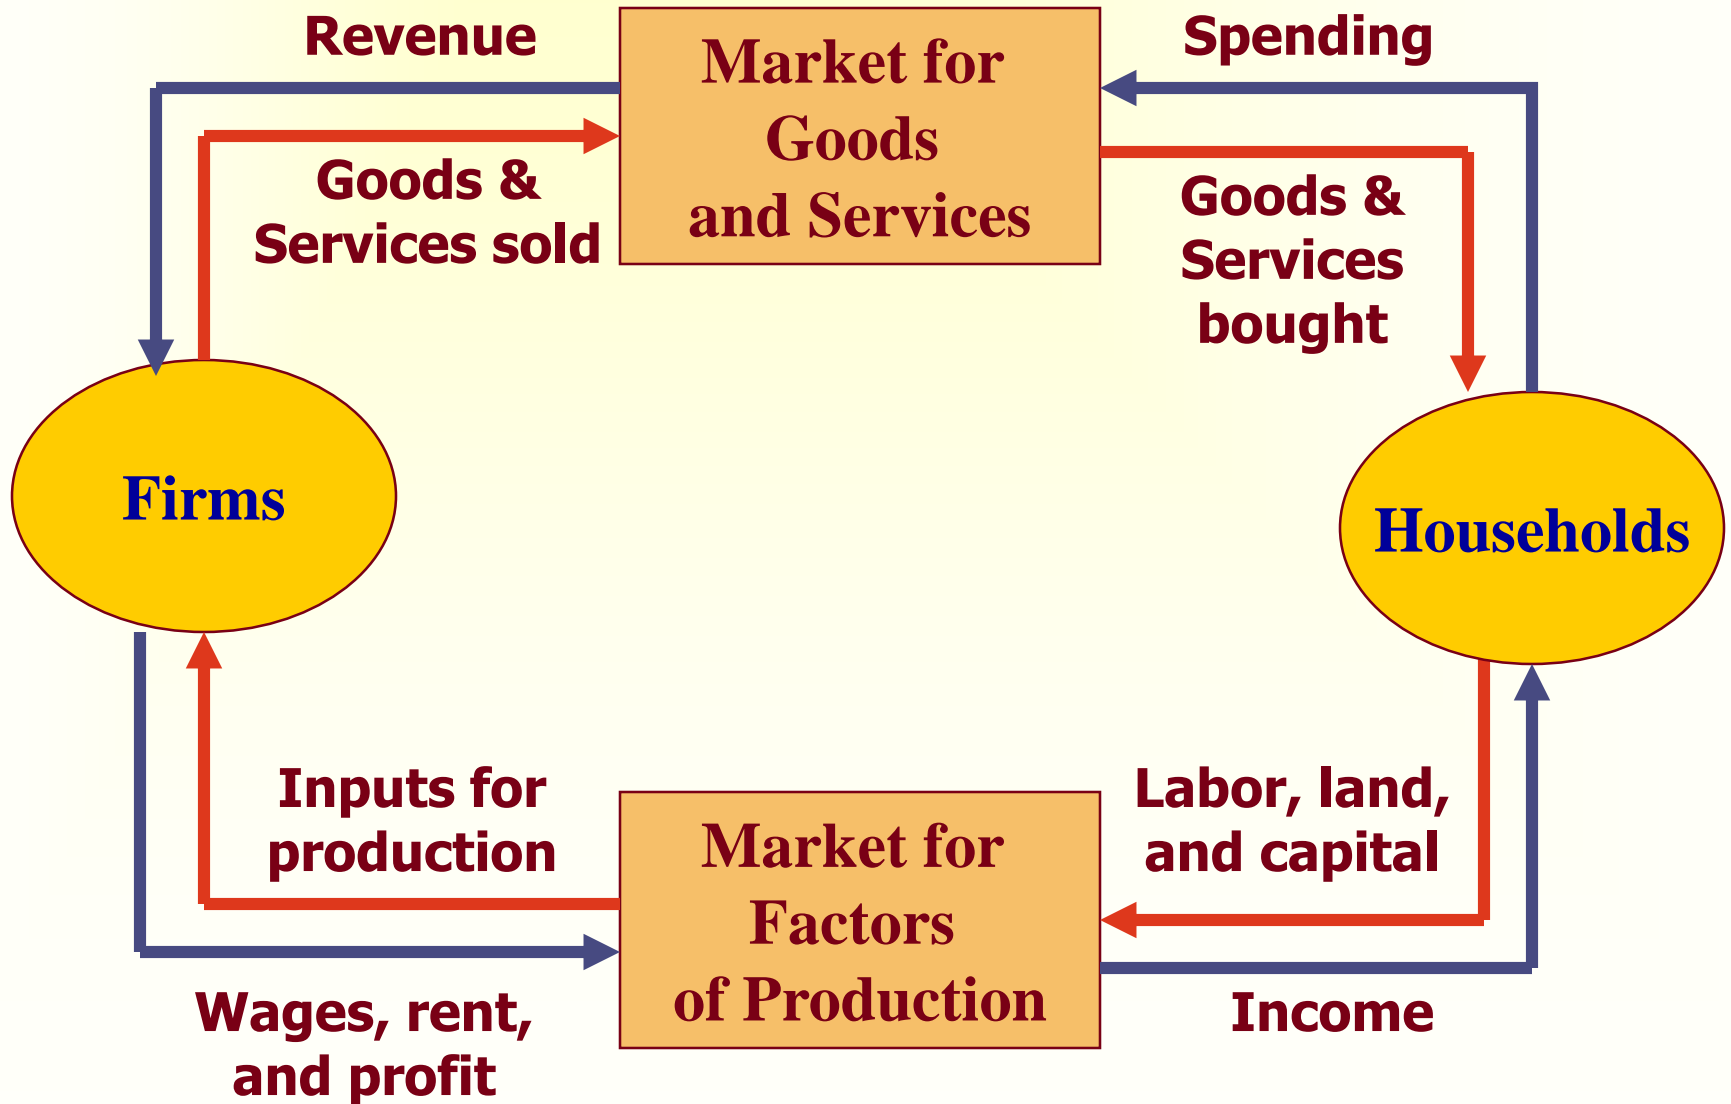 Revenue
Market for
Goods
and Services
Spending
Goods &
Services sold
Goods &
Services
bought
Firms
Households
Inputs for
production
Market for
Factors
of Production
Labor, land,
and capital
Wages, rent,
and profit
Income